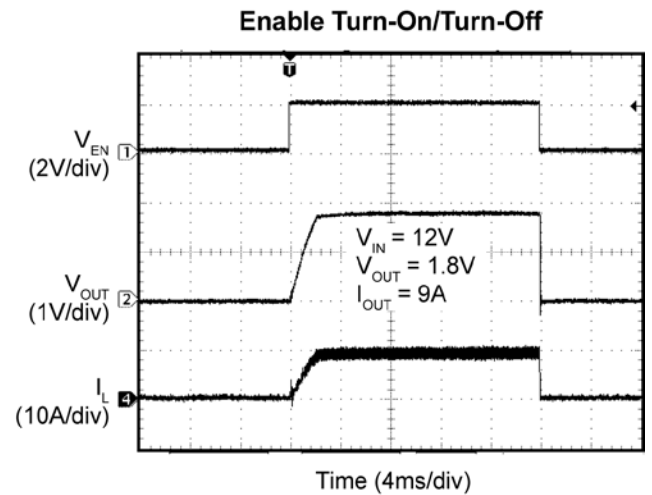 Enable Turn-On/Turn-Off
T
V_EN 1
(2V/div)
V_IN = 12V
V_OUT = 1.8V
I_OUT = 9A
V_OUT 2
(1V/div)
I_L 4
(10A/div)
Time (4ms/div)